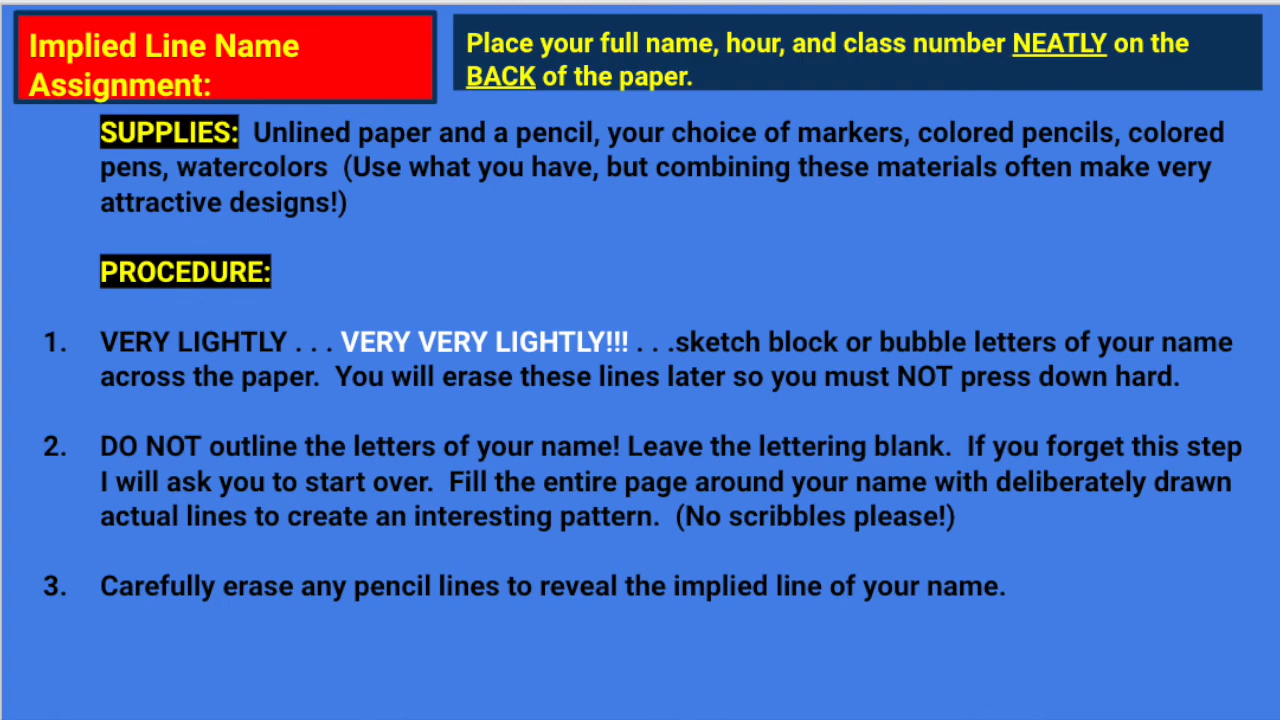 Implied Line Name
Assignment:
Place your full name, hour, and class number NEATLY on the
BACK of the paper.
SUPPLIES: Unlined paper and a pencil, your choice of markers, colored pencils, colored
pens, watercolors (Use what you have, but combining these materials often make very
attractive designs!)
PROCEDURE:
1. VERY LIGHTLY . . . VERY VERY LIGHTLY!!! . . .sketch block or bubble letters of your name
across the paper. You will erase these lines later so you must NOT press down hard.
2. DO NOT outline the letters of your name! Leave the lettering blank. If you forget this step
I will ask you to start over. Fill the entire page around your name with deliberately drawn
actual lines to create an interesting pattern. (No scribbles please!)
3. Carefully erase any pencil lines to reveal the implied line of your name.